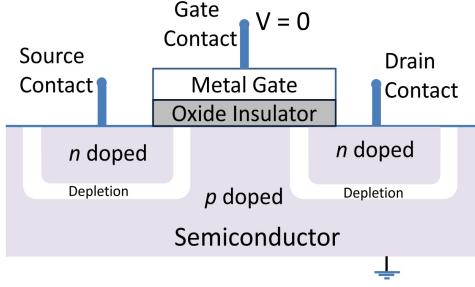 Gate
Contact
V = 0
Source
Contact
Drain
Contact
Metal Gate
Oxide Insulator
n doped
n doped
Depletion
Depletion
p doped
Semiconductor